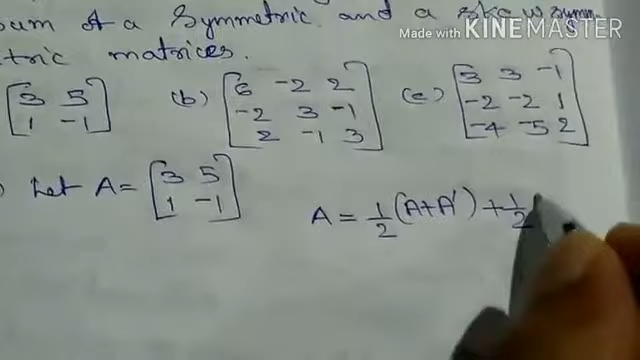 sum of a Symmetric and a skew symm
Made with KINEMASTER
tric matrices.
[3 5
1 -1]
(b) [6 -2 2
-2 3 -1
2 -1 3]
(c) [3 3 -1
-2 -2 1
-4 -5 2]
) Let A = [3 5
1 -1]
A = 1/2 (A+A') + 1/2